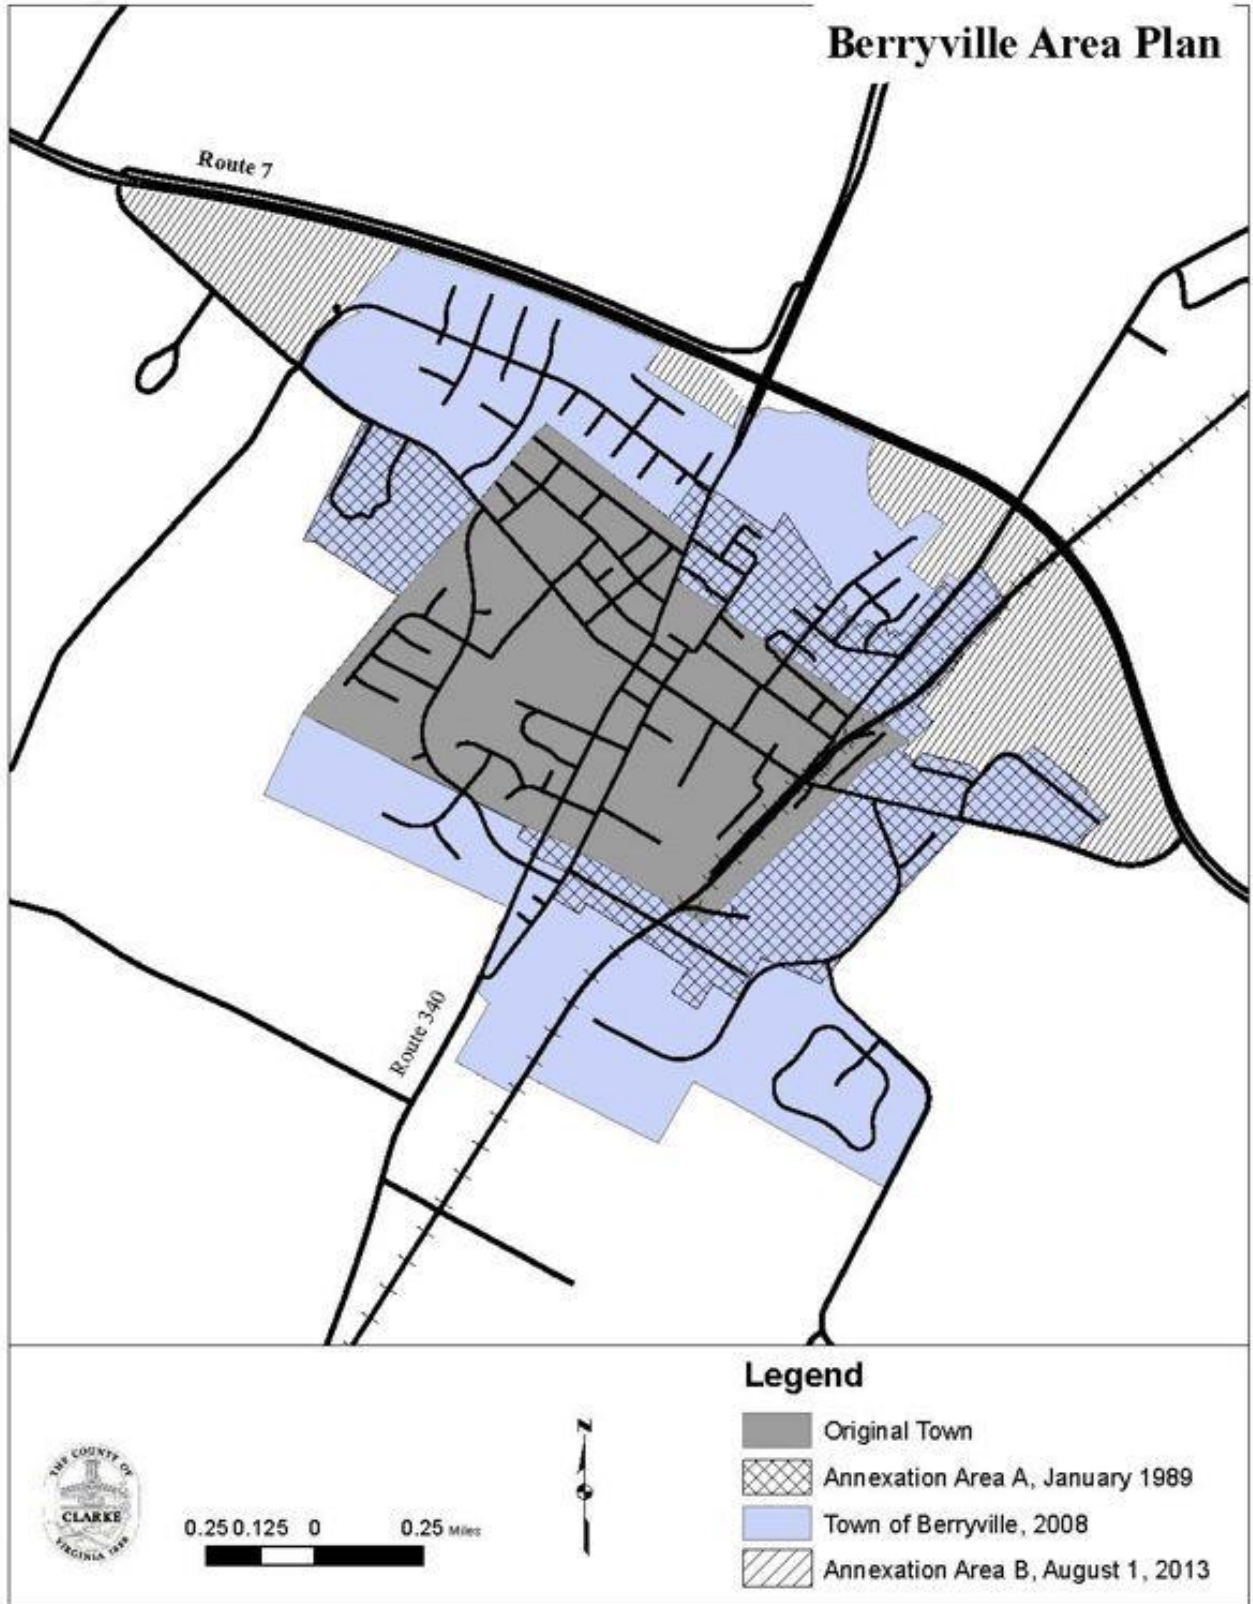 Berryville Area Plan
Route 7
Route 340
Legend
Original Town
Annexation Area A, January 1989
Town of Berryville, 2008
Annexation Area B, August 1, 2013
0.25 0.125 0 0.25 Miles
N
THE COUNTY OF
CLARKE
VIRGINIA 1836